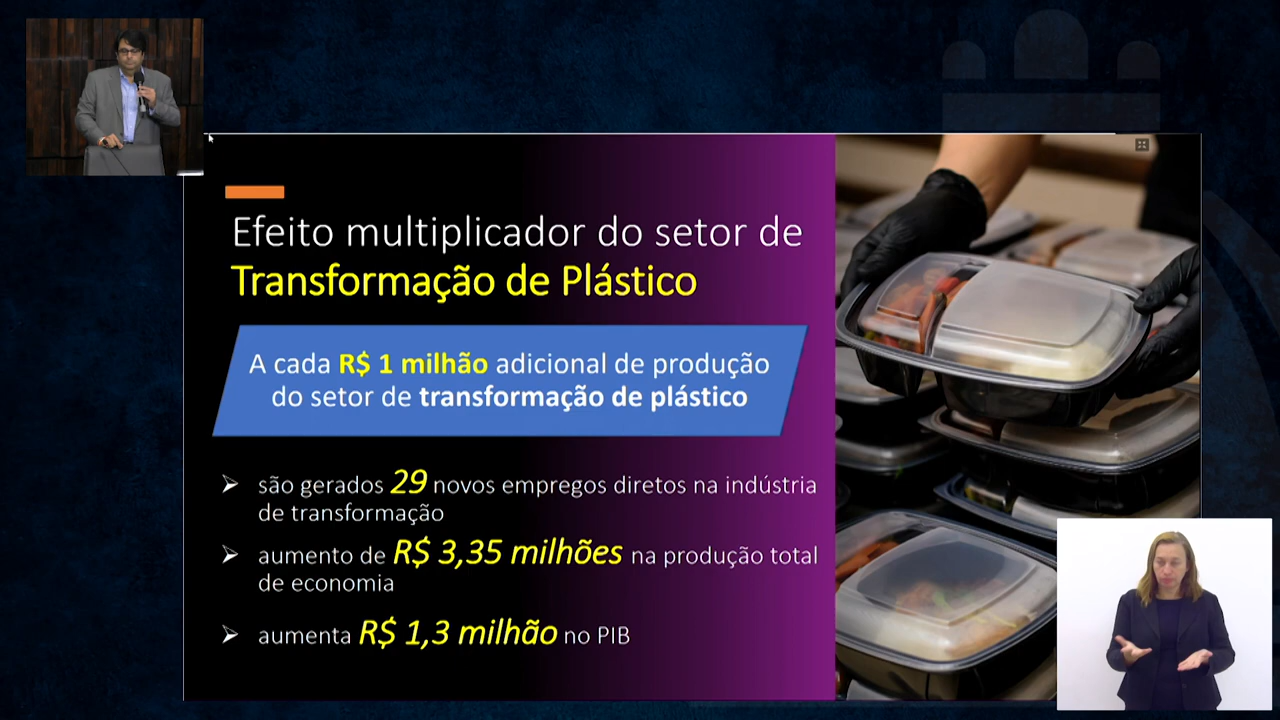 Efeito multiplicador do setor de
Transformação de Plástico
A cada R$ 1 milhão adicional de produção
do setor de transformação de plástico
são gerados 29 novos empregos diretos na indústria
de transformação
aumento de R$ 3,35 milhões na produção total
de economia
aumenta R$ 1,3 milhão no PIB